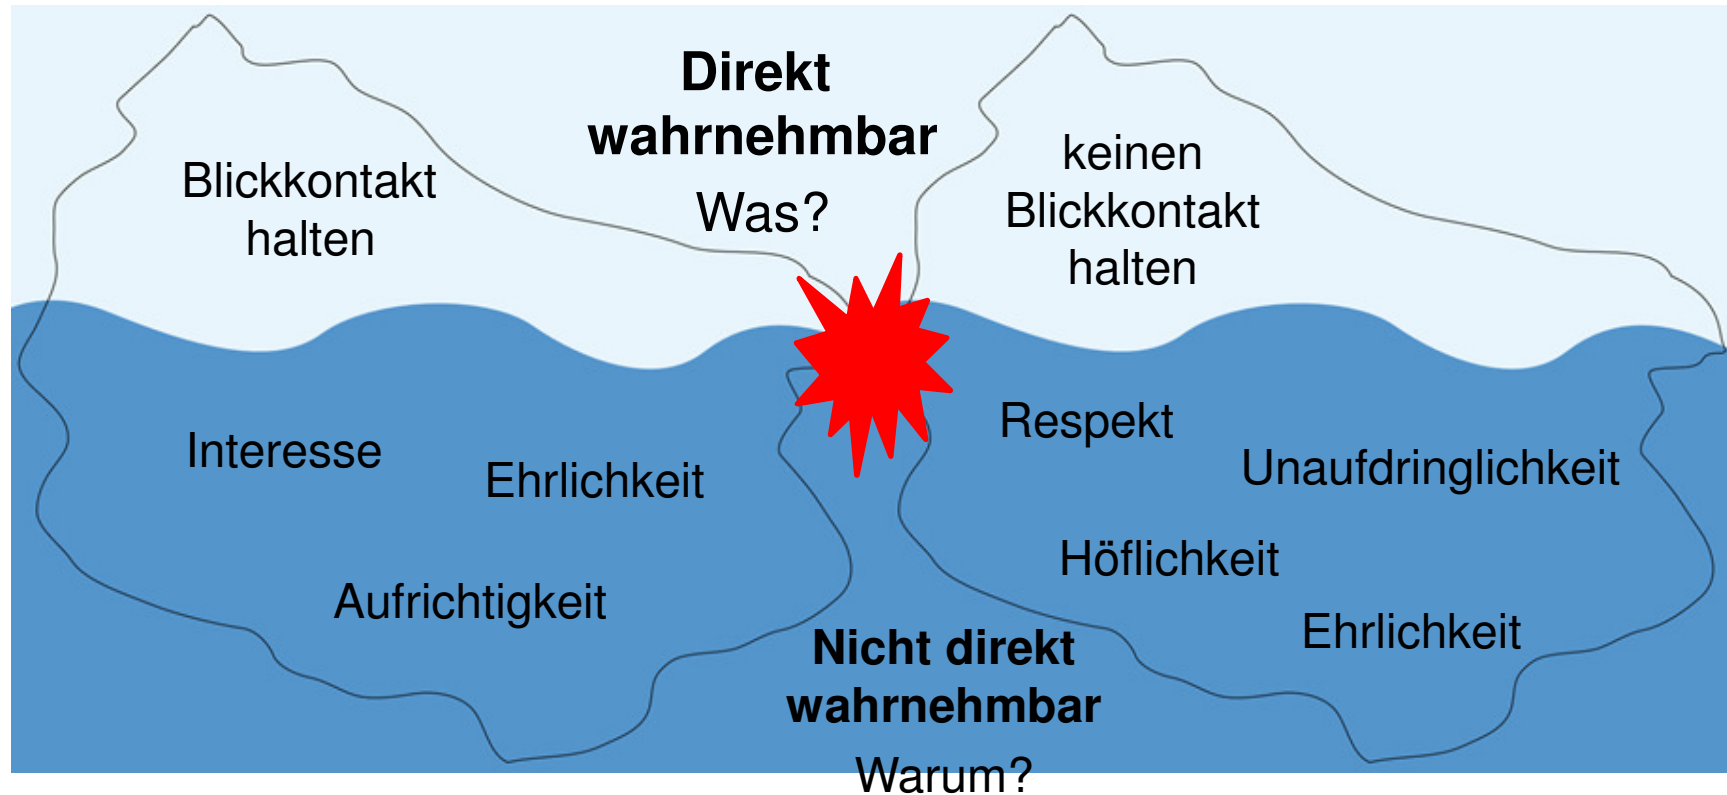 Direkt
wahrnehmbar
Was?
Blickkontakt
halten
keinen
Blickkontakt
halten
Interesse
Ehrlichkeit
Aufrichtigkeit
Respekt
Unaufdringlichkeit
Höflichkeit
Ehrlichkeit
Nicht direkt
wahrnehmbar
Warum?